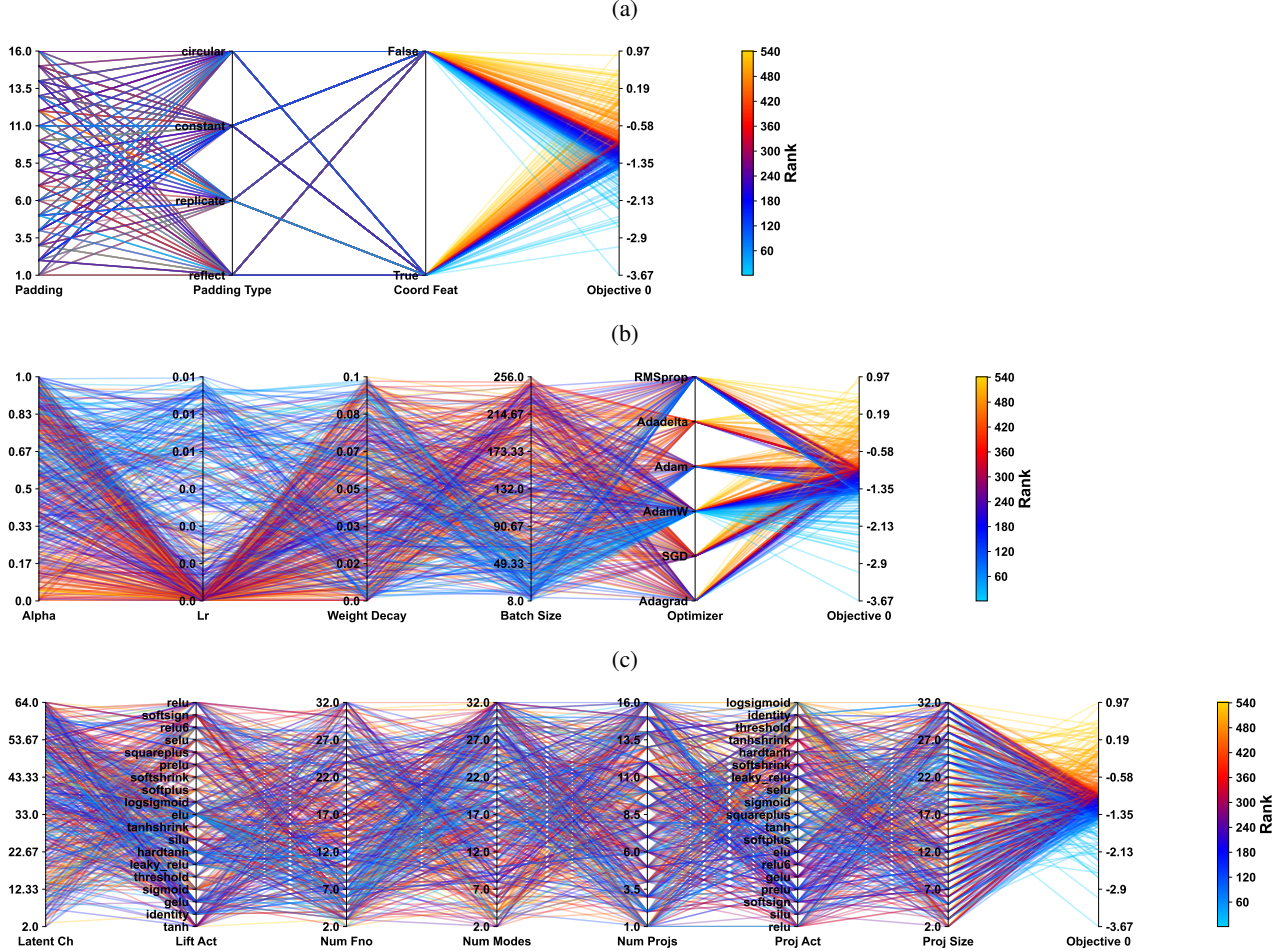 (a)
16.0
13.5
11.0
8.5
6.0
3.5
1.0
Padding
circular
constant
replicate
reflect
Padding Type
False
True
Coord Feat
0.97
0.19
-0.58
-1.35
-2.13
-2.9
-3.67
Objective 0
540
480
420
360
300
240
180
120
60
Rank
(b)
1.0
0.83
0.67
0.5
0.33
0.17
0.0
Alpha
0.01
0.01
0.01
0.0
0.0
0.0
0.0
Lr
0.1
0.08
0.07
0.05
0.03
0.02
0.0
Weight Decay
256.0
214.67
173.33
132.0
90.67
49.33
8.0
Batch Size
RMSprop
Adadelta
Adam
AdamW
SGD
Adagrad
Optimizer
0.97
0.19
-0.58
-1.35
-2.13
-2.9
-3.67
Objective 0
540
480
420
360
300
240
180
120
60
Rank
(c)
64.0
53.67
43.33
33.0
22.67
12.33
2.0
Latent Ch
relu
softsign
relu6
selu
squareplus
prelu
softshrink
softplus
logsigmoid
elu
tanhshrink
silu
hardtanh
leaky_relu
threshold
sigmoid
gelu
identity
tanh
Lift Act
32.0
27.0
22.0
17.0
12.0
7.0
2.0
Num Fno
32.0
27.0
22.0
17.0
12.0
7.0
2.0
Num Modes
16.0
13.5
11.0
8.5
6.0
3.5
1.0
Num Projs
logsigmoid
identity
threshold
tanhshrink
hardtanh
softshrink
leaky_relu
selu
sigmoid
squareplus
tanh
softplus
elu
relu6
gelu
prelu
softsign
silu
relu
Proj Act
32.0
27.0
22.0
17.0
12.0
7.0
2.0
Proj Size
0.97
0.19
-0.58
-1.35
-2.13
-2.9
-3.67
Objective 0
540
480
420
360
300
240
180
120
60
Rank